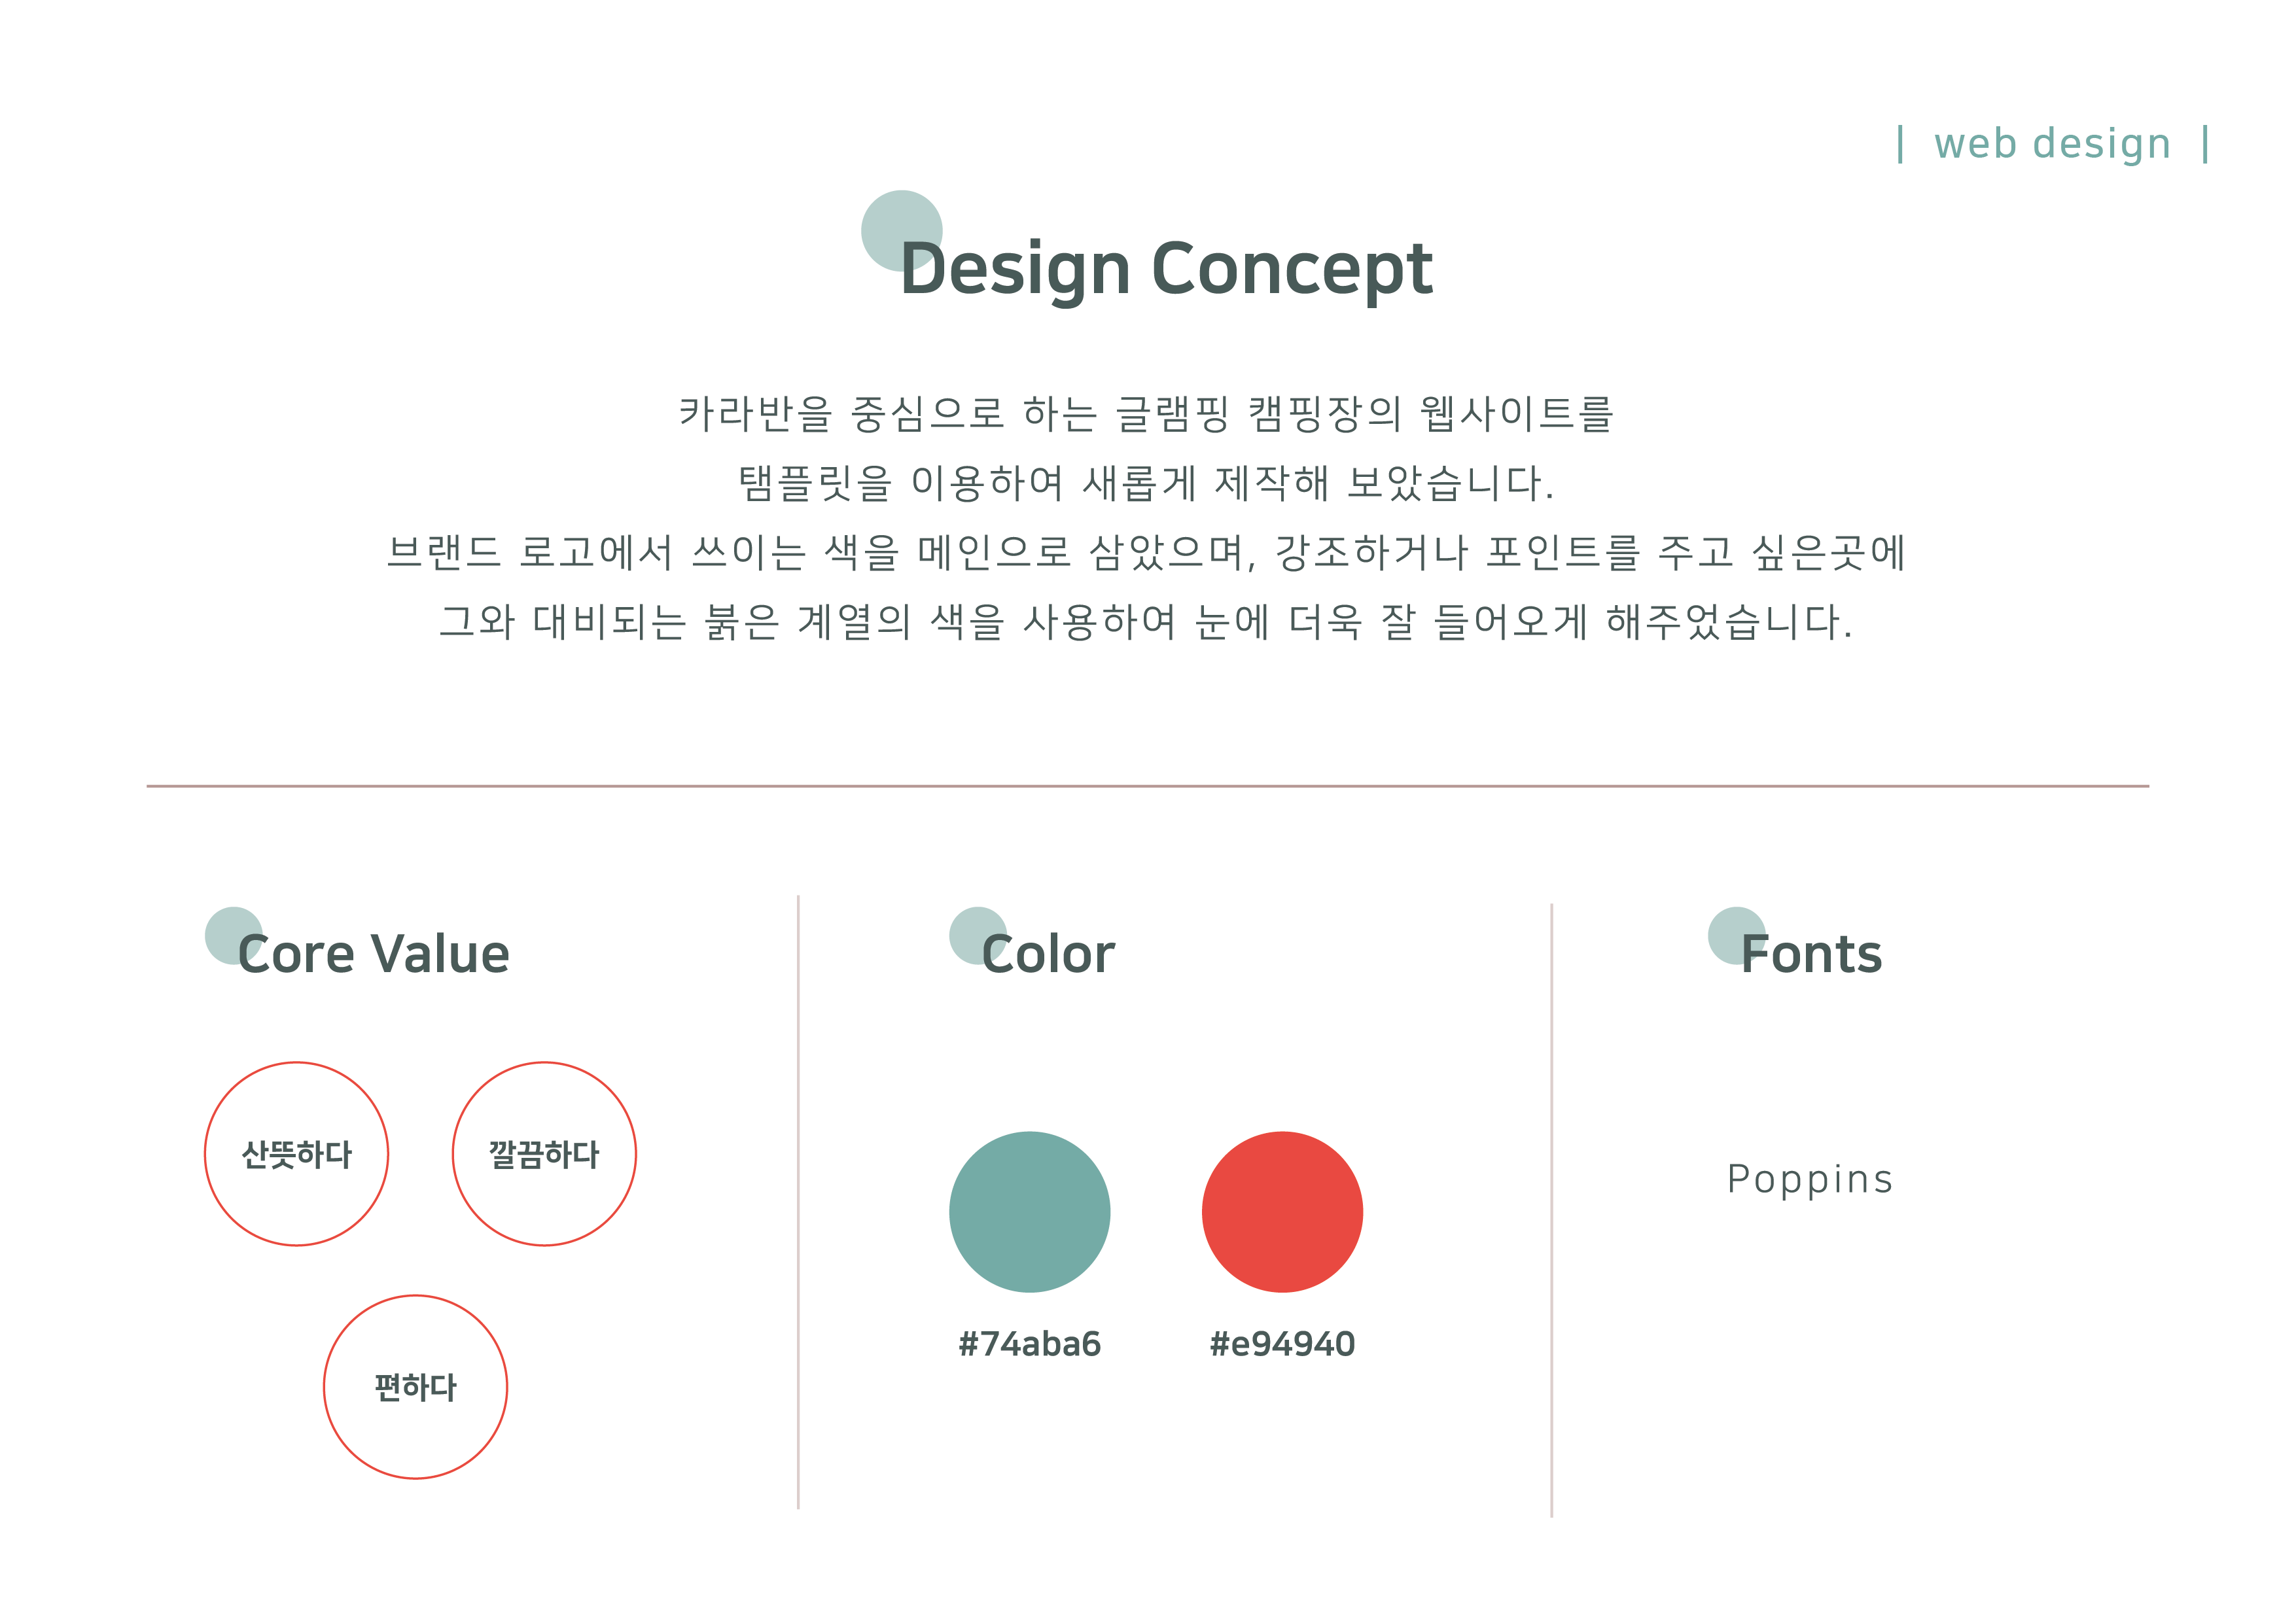 | web design |
Design Concept
카라반을 중심으로 하는 글램핑 캠핑장의 웹사이트를
탬플릿을 이용하여 새롭게 제작해 보았습니다.
브랜드 로고에서 쓰이는 색을 메인으로 삼았으며, 강조하거나 포인트를 주고 싶은곳에
그와 대비되는 붉은 계열의 색을 사용하여 눈에 더욱 잘 들어오게 해주었습니다.
Core Value
산뜻하다
깔끔하다
편하다
Color
#74aba6
#e94940
Fonts
Poppins